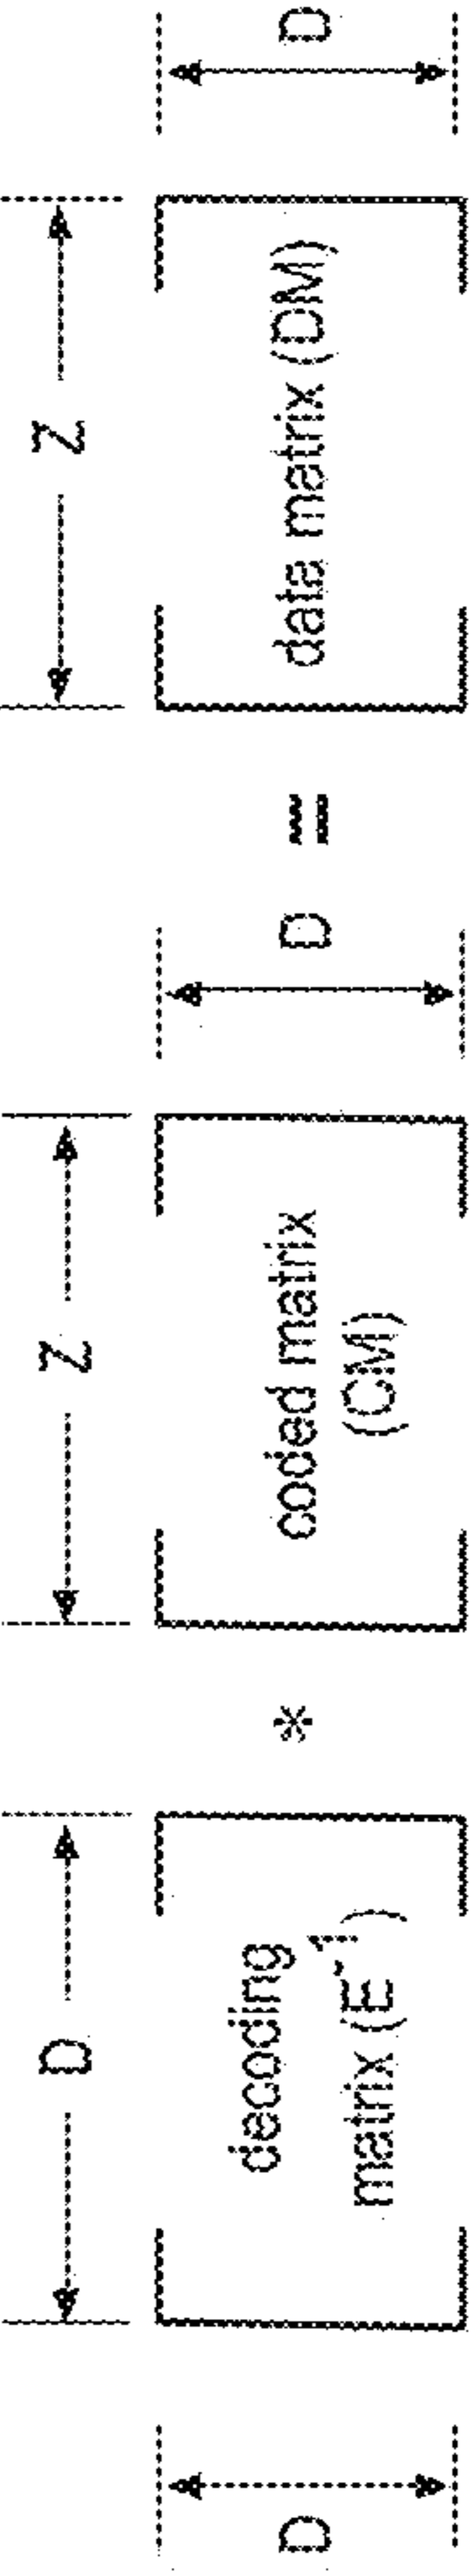 D
D
decoding
matrix (E⁻¹)
*
Z
coded matrix
(CM)
D
=
Z
data matrix (DM)
D